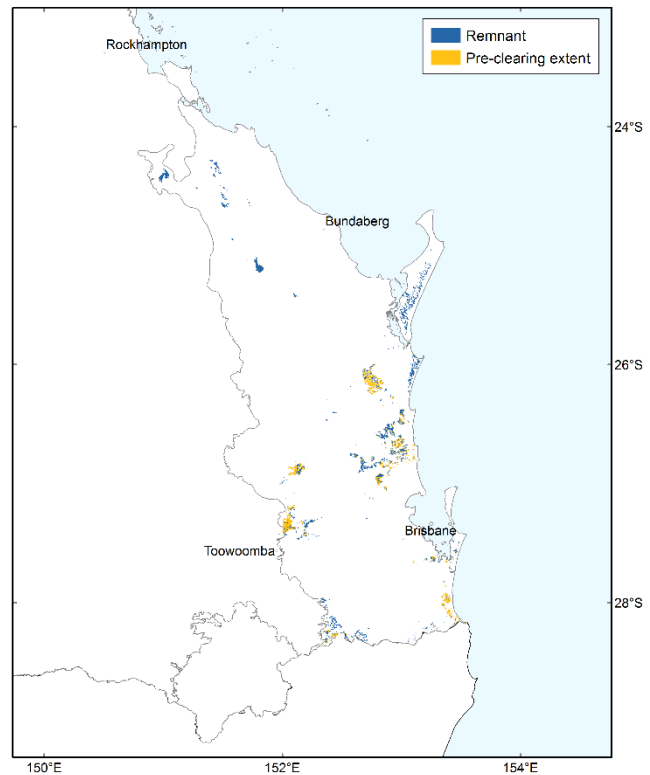 Remnant
Pre-clearing extent
Rockhampton
24°S
Bundaberg
26°S
Brisbane
Toowoomba
28°S
150°E
152°E
154°E